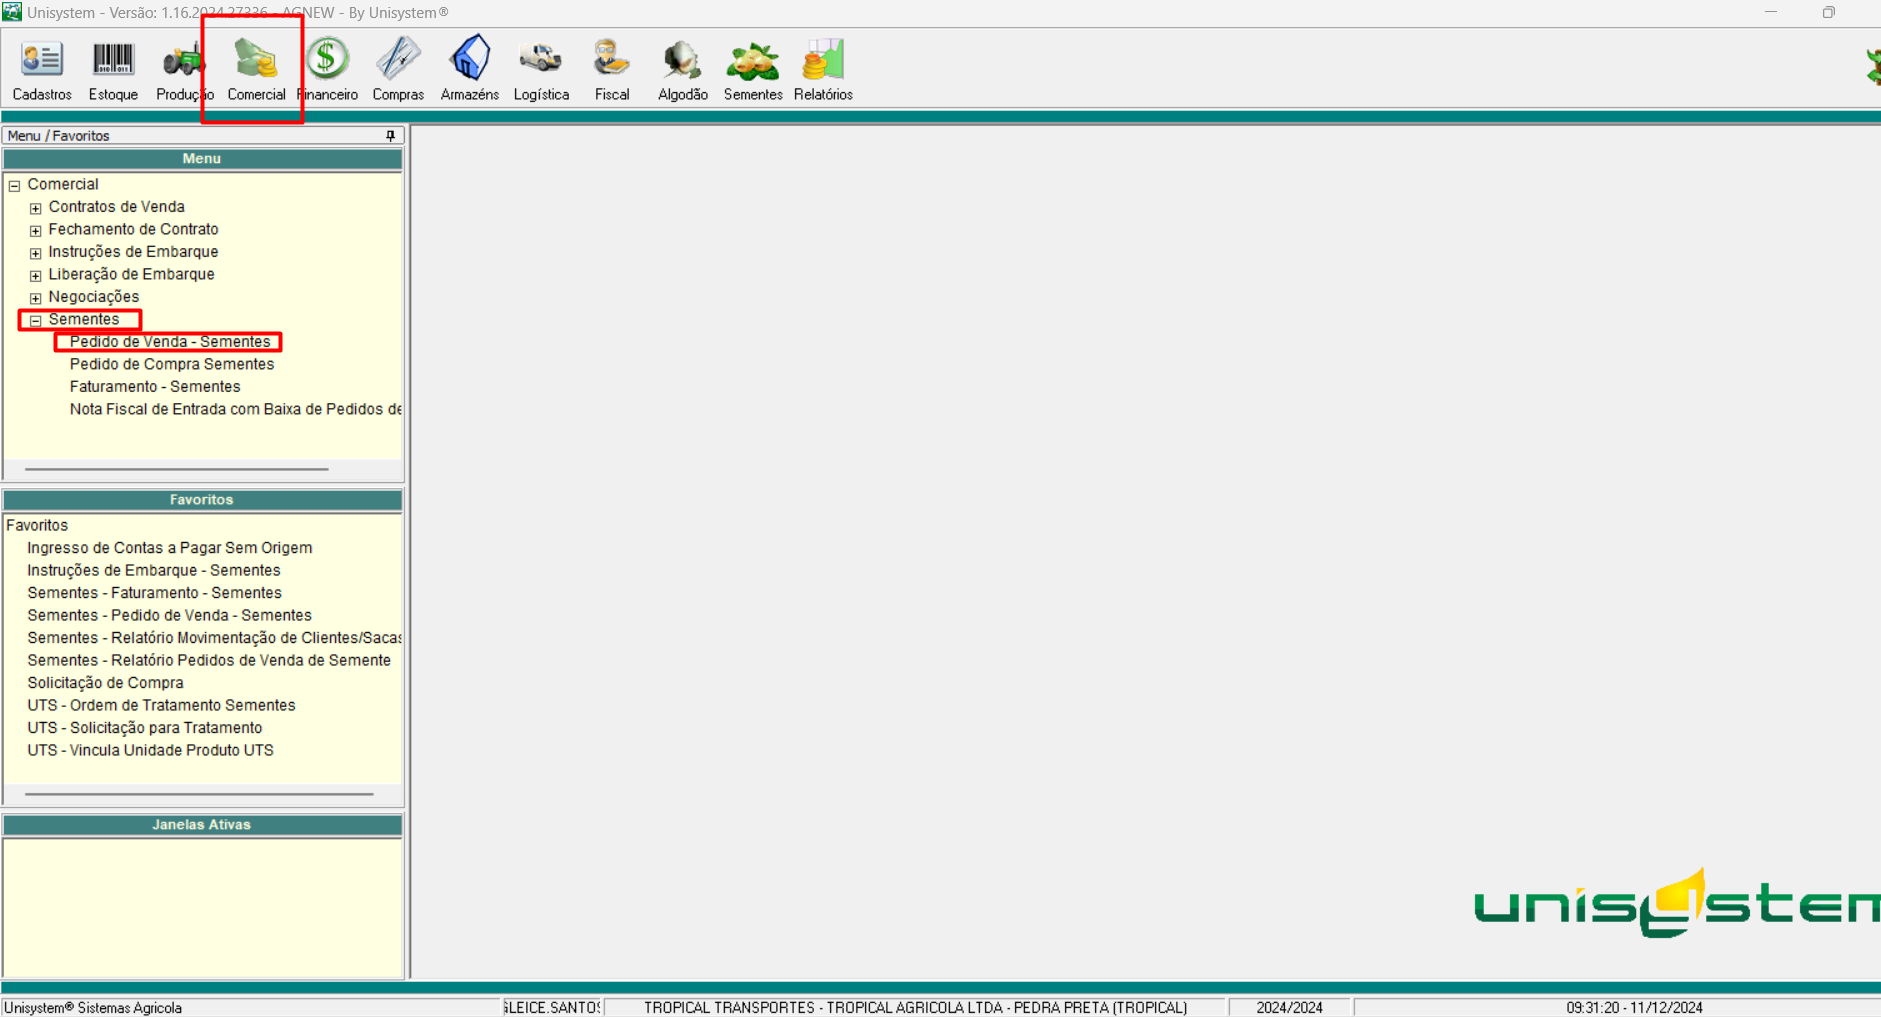 Unisystem - Versão: 1.16.2024.27336 - AGNEW - By Unisystem®
Cadastros Estoque Produção Comercial Financeiro Compras Armazéns Logística Fiscal Algodão Sementes Relatórios
Menu / Favoritos
Menu
Comercial
Contratos de Venda
Fechamento de Contrato
Instruções de Embarque
Liberação de Embarque
Negociações
Sementes
Pedido de Venda - Sementes
Pedido de Compra Sementes
Faturamento - Sementes
Nota Fiscal de Entrada com Baixa de Pedidos de
Favoritos
Favoritos
Ingresso de Contas a Pagar Sem Origem
Instruções de Embarque - Sementes
Sementes - Faturamento - Sementes
Sementes - Pedido de Venda - Sementes
Sementes - Relatório Movimentação de Clientes/Sacas
Sementes - Relatório Pedidos de Venda de Semente
Solicitação de Compra
UTS - Ordem de Tratamento Sementes
UTS - Solicitação para Tratamento
UTS - Vincula Unidade Produto UTS
Janelas Ativas
unisystem
Unisystem® Sistemas Agricola GLEICE.SANTOS TROPICAL TRANSPORTES - TROPICAL AGRICOLA LTDA - PEDRA PRETA (TROPICAL) 2024/2024 09:31:20 - 11/12/2024